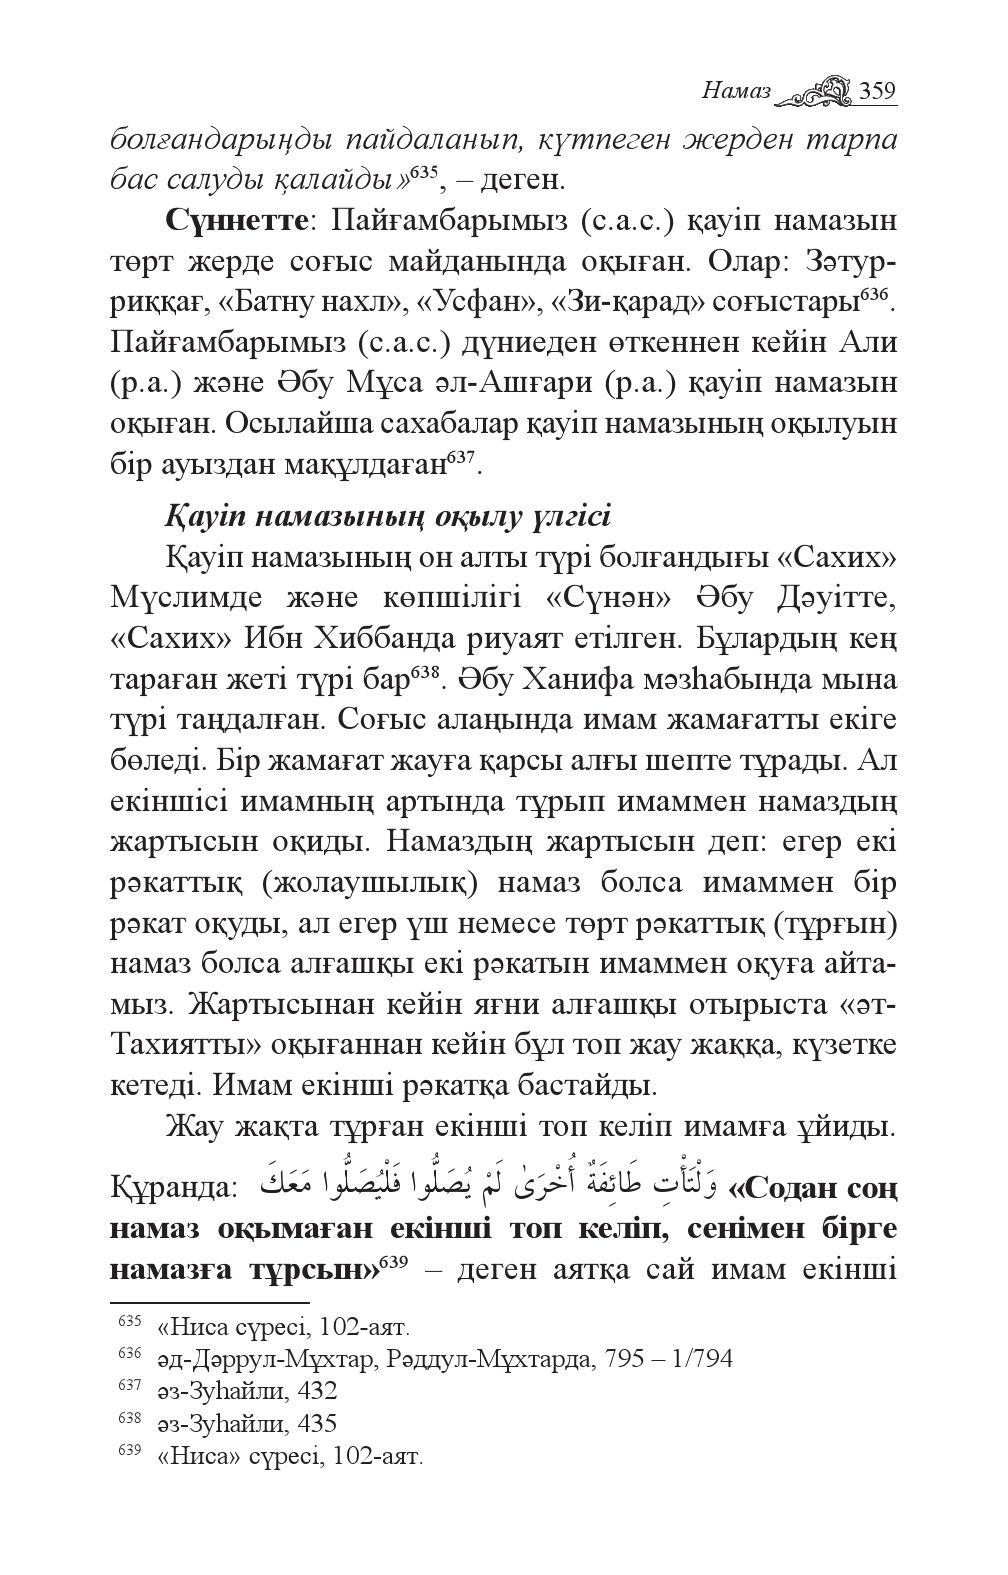 Намаз 359
болғандарыңды пайдаланып, күтпеген жерден тарпа
бас салуды қалайды»⁶³⁵, – деген.
Сүннетте: Пайғамбарымыз (с.а.с.) қауіп намазын
төрт жерде соғыс майданында оқыған. Олар: Зәтур-
риққағ, «Батну нахл», «Усфан», «Зи-қарад» соғыстары⁶³⁶.
Пайғамбарымыз (с.а.с.) дүниеден өткеннен кейін Али
(р.а.) және Әбу Мұса әл-Ашғари (р.а.) қауіп намазын
оқыған. Осылайша сахабалар қауіп намазының оқылуын
бір ауыздан мақұлдаған⁶³⁷.
Қауіп намазының оқылу үлгісі
Қауіп намазының он алты түрі болғандығы «Сахих»
Мүслимде және көпшілігі «Сүнән» Әбу Дәуітте,
«Сахих» Ибн Хиббанда риуаят етілген. Бұлардың кең
тараған жеті түрі бар⁶³⁸. Әбу Ханифа мәзһабында мына
түрі таңдалған. Соғыс алаңында имам жамағатты екіге
бөледі. Бір жамағат жауға қарсы алғы шепте тұрады. Ал
екіншісі имамның артында тұрып имаммен намаздың
жартысын оқиды. Намаздың жартысын деп: егер екі
рәкаттық (жолаушылық) намаз болса имаммен бір
рәкат оқуды, ал егер үш немесе төрт рәкаттық (тұрғын)
намаз болса алғашқы екі рәкатын имаммен оқуға айта-
мыз. Жартысынан кейін яғни алғашқы отырыста «әт-
Тахиятты» оқығаннан кейін бұл топ жау жаққа, күзетке
кетеді. Имам екінші рәкатқа бастайды.
Жау жақта тұрған екінші топ келіп имамға ұйиды.
Құранда: وَلْتَأْتِ طَائِفَةٌ أُخْرَىٰ لَمْ يُصَلُّوا فَلْيُصَلُّوا مَعَكَ «Содан соң
намаз оқымаған екінші топ келіп, сенімен бірге
намазға тұрсын»⁶³⁹ – деген аятқа сай имам екінші
⁶³⁵ «Ниса сүресі, 102-аят.
⁶³⁶ әд-Дәррул-Мұхтар, Рәддул-Мұхтарда, 795 – 1/794
⁶³⁷ әз-Зуһайли, 432
⁶³⁸ әз-Зуһайли, 435
⁶³⁹ «Ниса» сүресі, 102-аят.